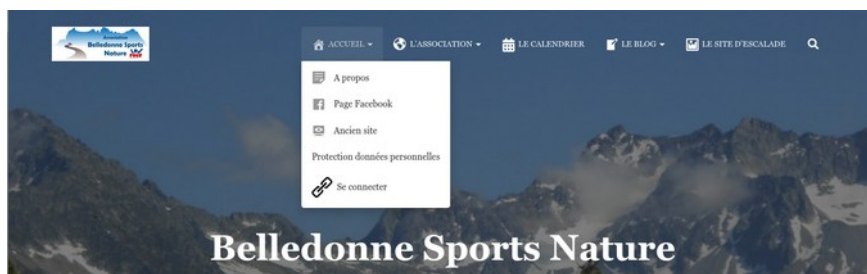 Association
Belledonne Sports
Nature
ACCUEIL
L'ASSOCIATION
LE CALENDRIER
LE BLOG
LE SITE D'ESCALADE
A propos
Page Facebook
Ancien site
Protection données personnelles
Se connecter
Belledonne Sports Nature